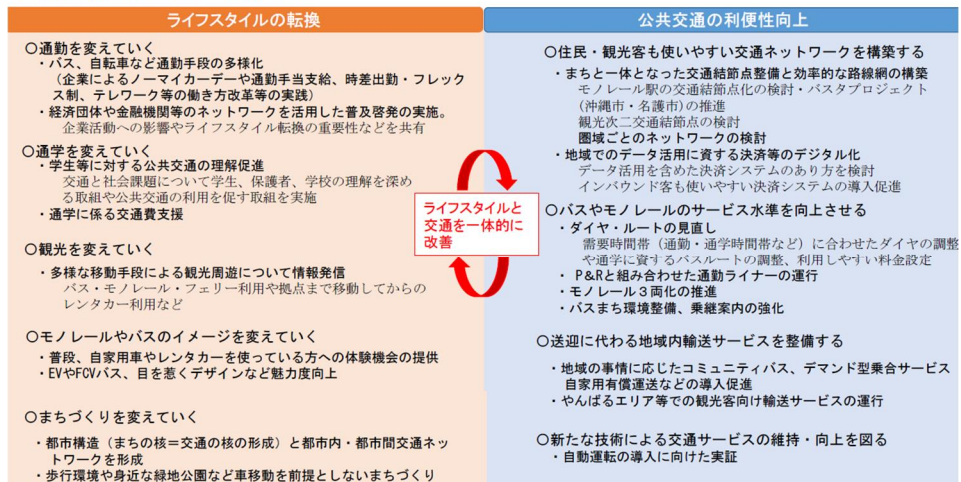 ライフスタイルの転換
○通勤を変えていく
・バス、自転車など通勤手段の多様化
（企業によるノーマイカーデーや通勤手当支給、時差出勤・フレック
ス制、テレワーク等の働き方改革等の実践）
・経済団体や金融機関等のネットワークを活用した普及啓発の実施。
企業活動への影響やライフスタイル転換の重要性などを共有
○通学を変えていく
・学生等に対する公共交通の理解促進
交通と社会課題について学生、保護者、学校の理解を深め
る取組や公共交通の利用を促す取組を実施
・通学に係る交通費支援
○観光を変えていく
・多様な移動手段による観光周遊について情報発信
バス・モノレール・フェリー利用や拠点まで移動してからの
レンタカー利用など
○モノレールやバスのイメージを変えていく
・普段、自家用車やレンタカーを使っている方への体験機会の提供
・EVやFCVバス、目を惹くデザインなど魅力度向上
○まちづくりを変えていく
・都市構造（まちの核＝交通の核の形成）と都市内・都市間交通ネッ
トワークを形成
・歩行環境や身近な緑地公園など車移動を前提としないまちづくり
ライフスタイルと
交通を一体的に
改善
公共交通の利便性向上
○住民・観光客も使いやすい交通ネットワークを構築する
・まちと一体となった交通結節点整備と効率的な路線網の構築
モノレール駅の交通結節点化の検討・バスタプロジェクト
（沖縄市・名護市）の推進
観光次二交通結節点の検討
圏域ごとのネットワークの検討
・地域でのデータ活用に資する決済等のデジタル化
データ活用を含めた決済システムのあり方を検討
インバウンド客も使いやすい決済システムの導入促進
○バスやモノレールのサービス水準を向上させる
・ダイヤ・ルートの見直し
需要時間帯（通勤・通学時間帯など）に合わせたダイヤの調整
や通学に資するバスルートの調整、利用しやすい料金設定
・P&Rと組み合わせた通勤ライナーの運行
・モノレール３両化の推進
・バスまち環境整備、乗継案内の強化
○送迎に代わる地域内輸送サービスを整備する
・地域の事情に応じたコミュニティバス、デマンド型乗合サービス
自家用有償運送などの導入促進
・やんばるエリア等での観光客向け輸送サービスの運行
○新たな技術による交通サービスの維持・向上を図る
・自動運転の導入に向けた実証